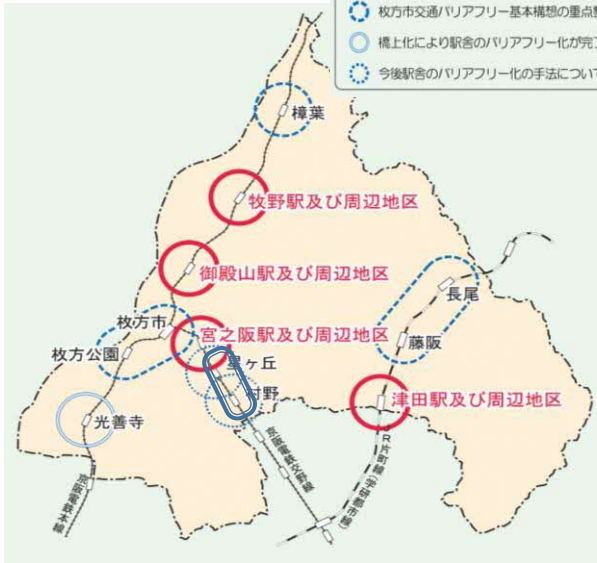 枚方市交通バリアフリー基本構想の重点整
橋上化により駅舎のバリアフリー化が完了
今後駅舎のバリアフリー化の手法について
樟葉
牧野駅及び周辺地区
御殿山駅及び周辺地区
長尾
枚方市
宮之阪駅及び周辺地区
藤阪
枚方公園
星ヶ丘
村野
津田駅及び周辺地区
光善寺
京阪電鉄本線
京阪電鉄交野線
JR片町線(学研都市線)